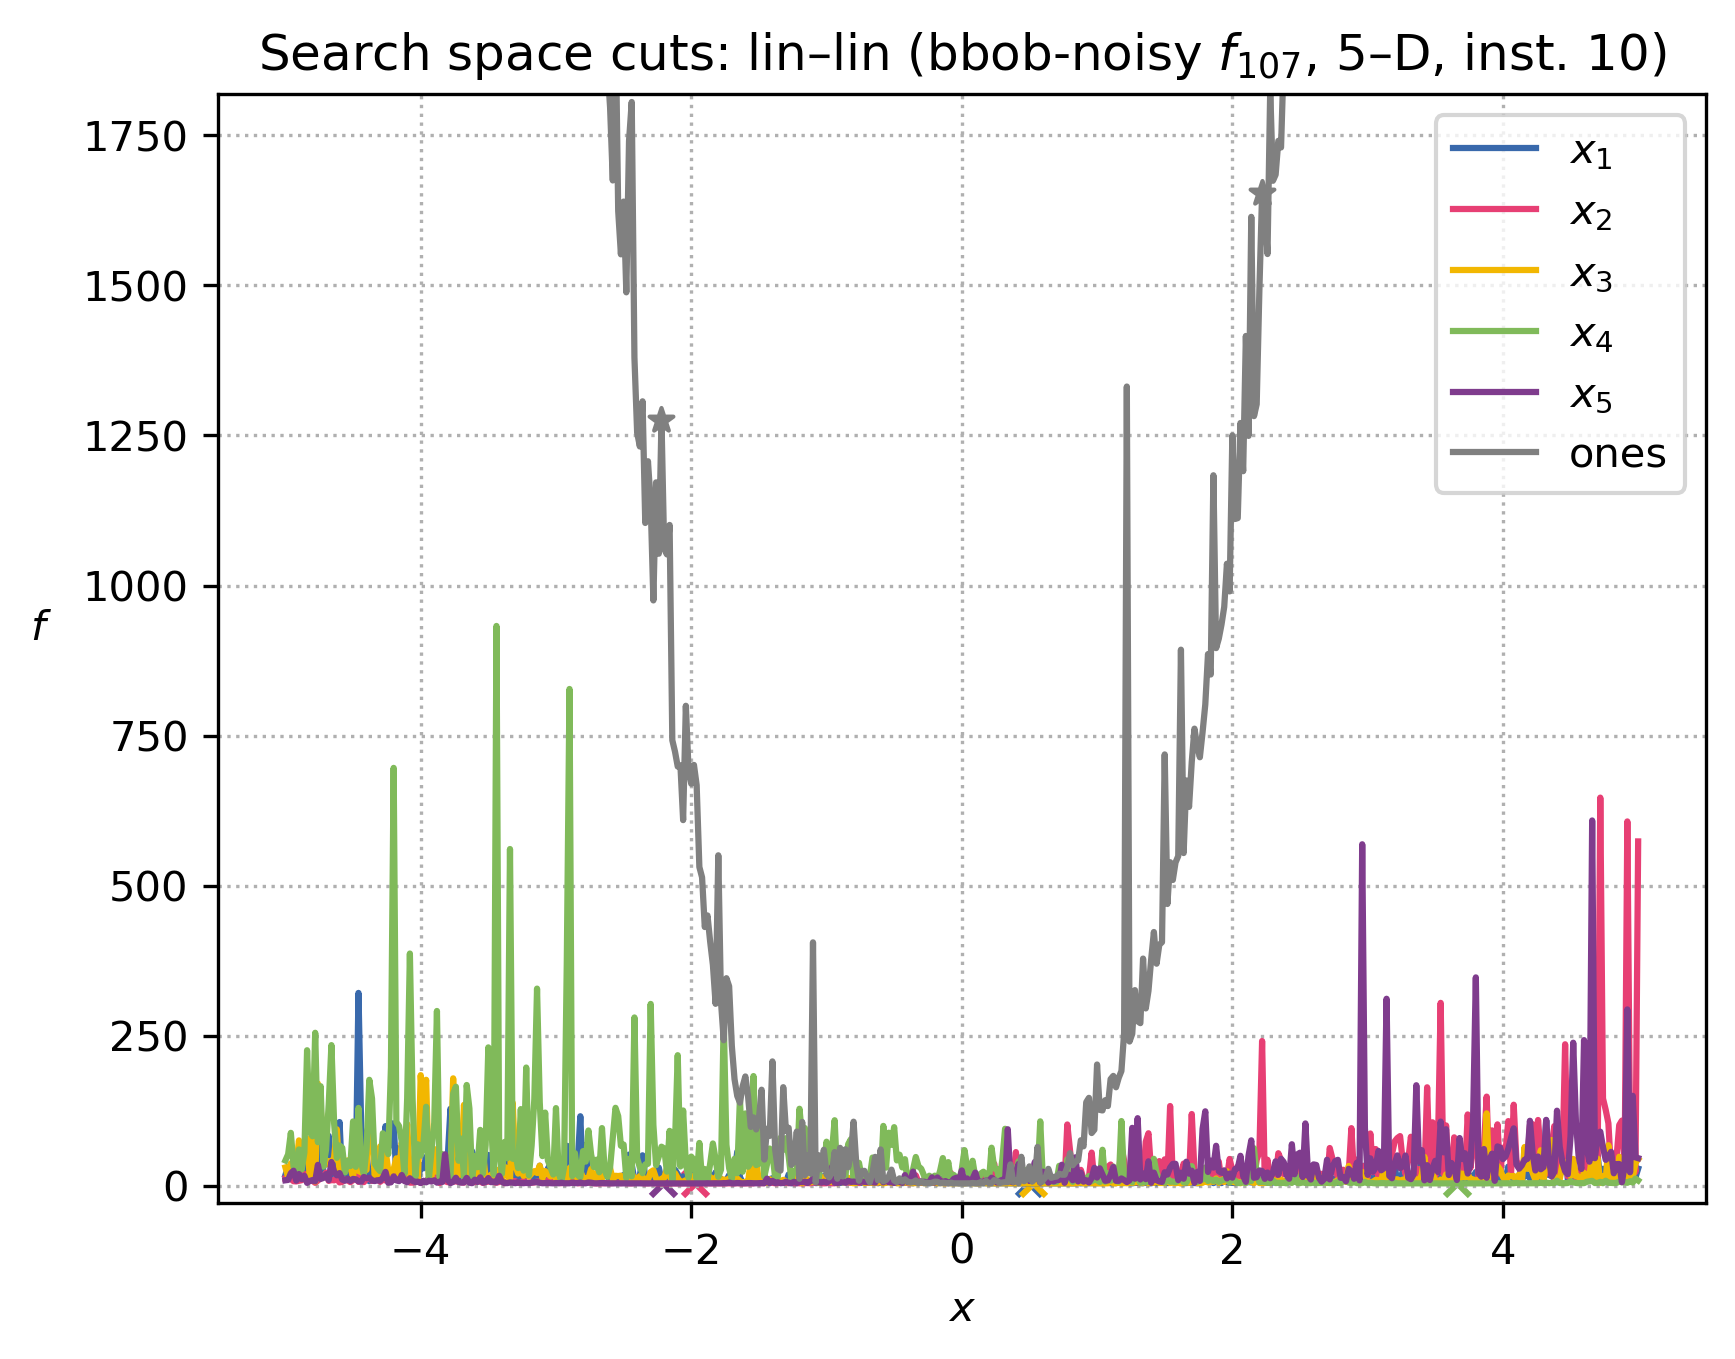 Search space cuts: lin–lin (bbob-noisy f₁₀₇, 5–D, inst. 10)
1750
1500
1250
1000
750
500
250
0
f
−4
−2
0
2
4
x
x₁
x₂
x₃
x₄
x₅
ones